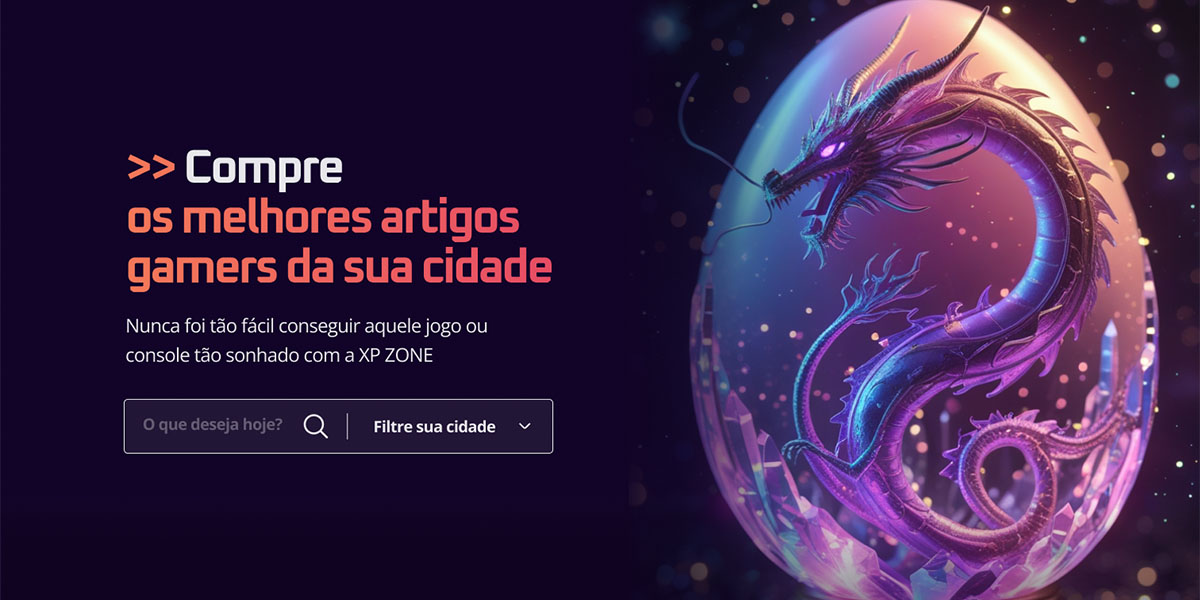 >> Compre
os melhores artigos
gamers da sua cidade
Nunca foi tão fácil conseguir aquele jogo ou
console tão sonhado com a XP ZONE
O que deseja hoje? Filtre sua cidade